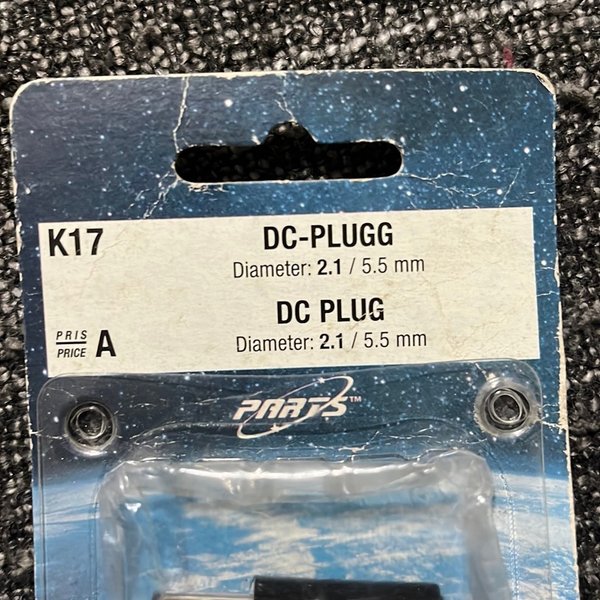 K17
DC-PLUGG
Diameter: 2.1 / 5.5 mm
DC PLUG
Diameter: 2.1 / 5.5 mm
PRIS
PRICE A
PARTS™